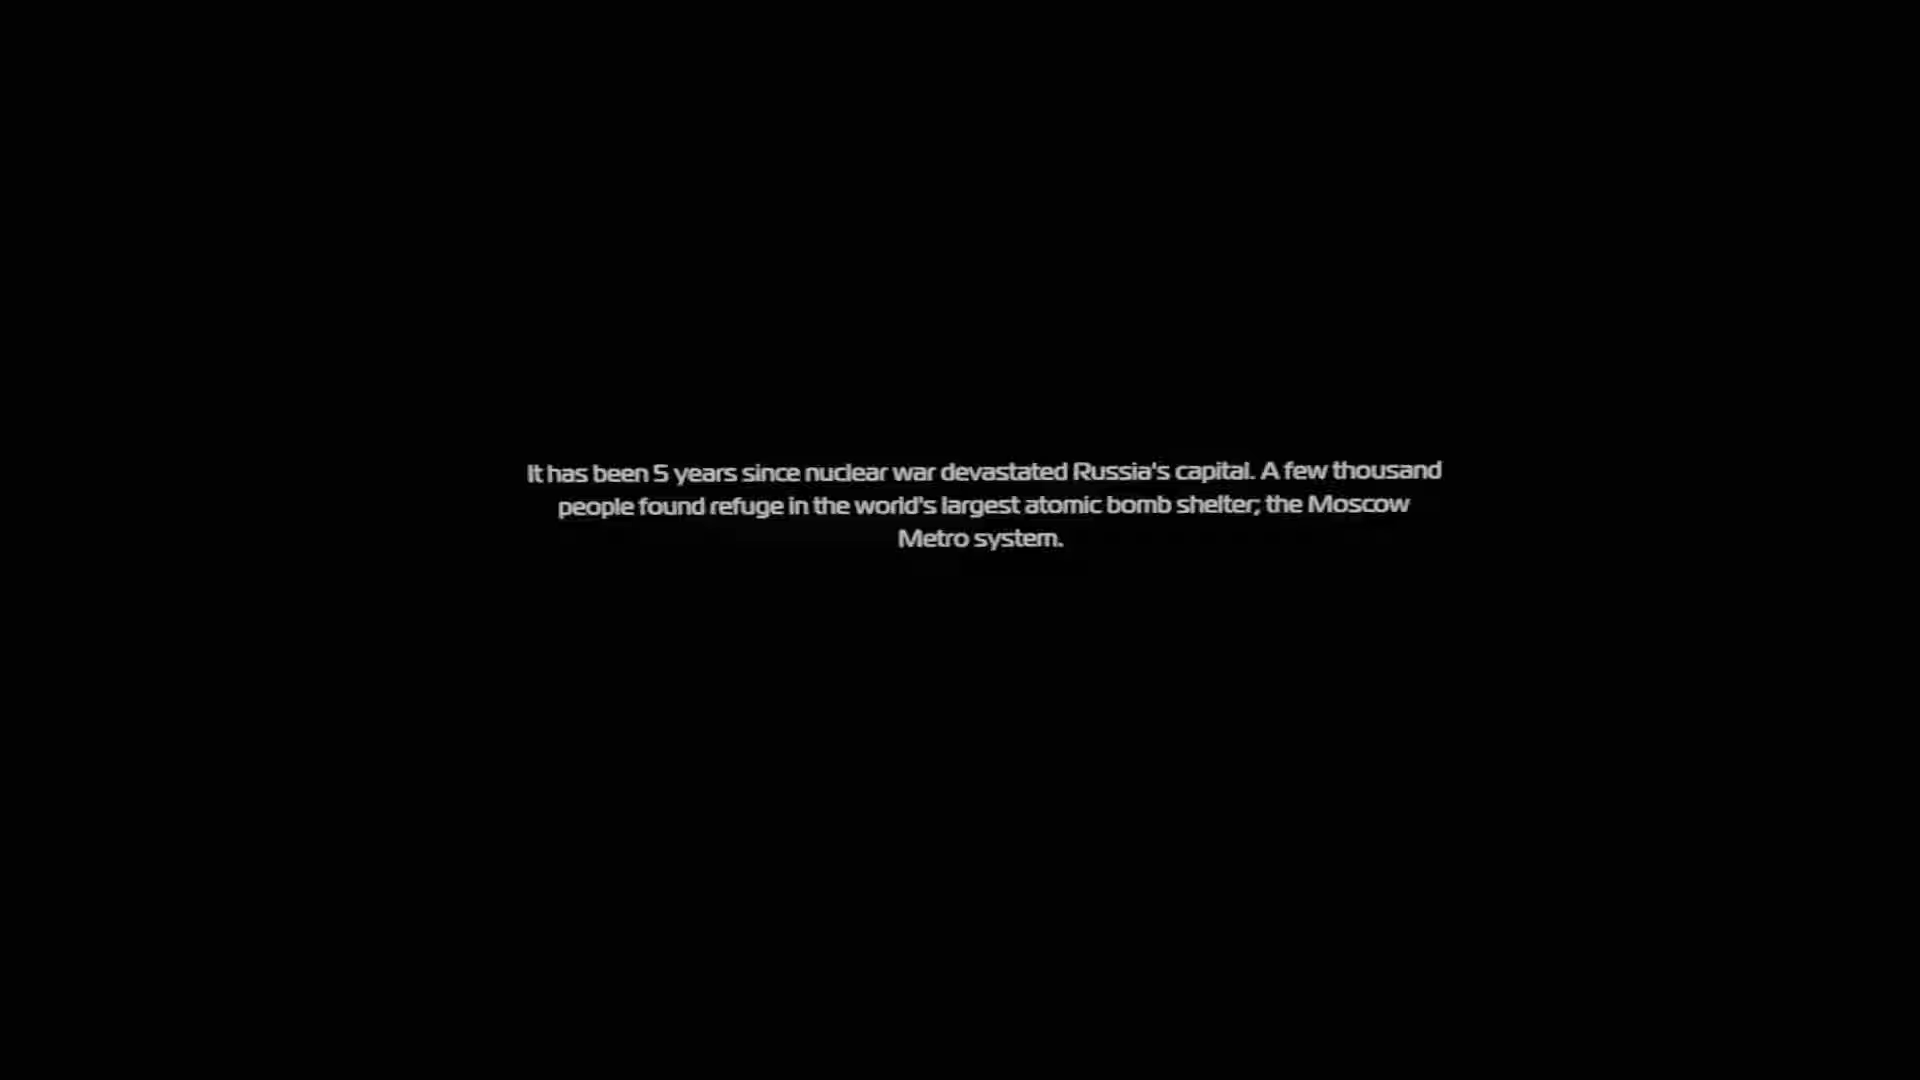 It has been 5 years since nuclear war devastated Russia's capital. A few thousand
people found refuge in the world's largest atomic bomb shelter; the Moscow
Metro system.